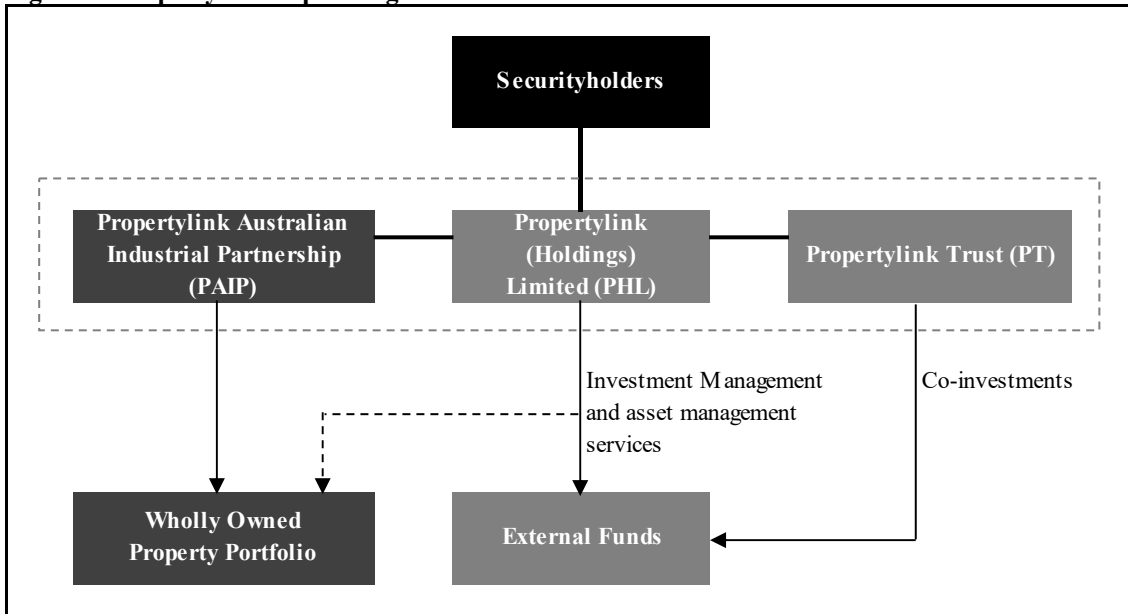 Securityholders
Propertylink Australian
Industrial Partnership
(PAIP)
Propertylink
(Holdings)
Limited (PHL)
Propertylink Trust (PT)
Investment Management
and asset management
services
Co-investments
Wholly Owned
Property Portfolio
External Funds